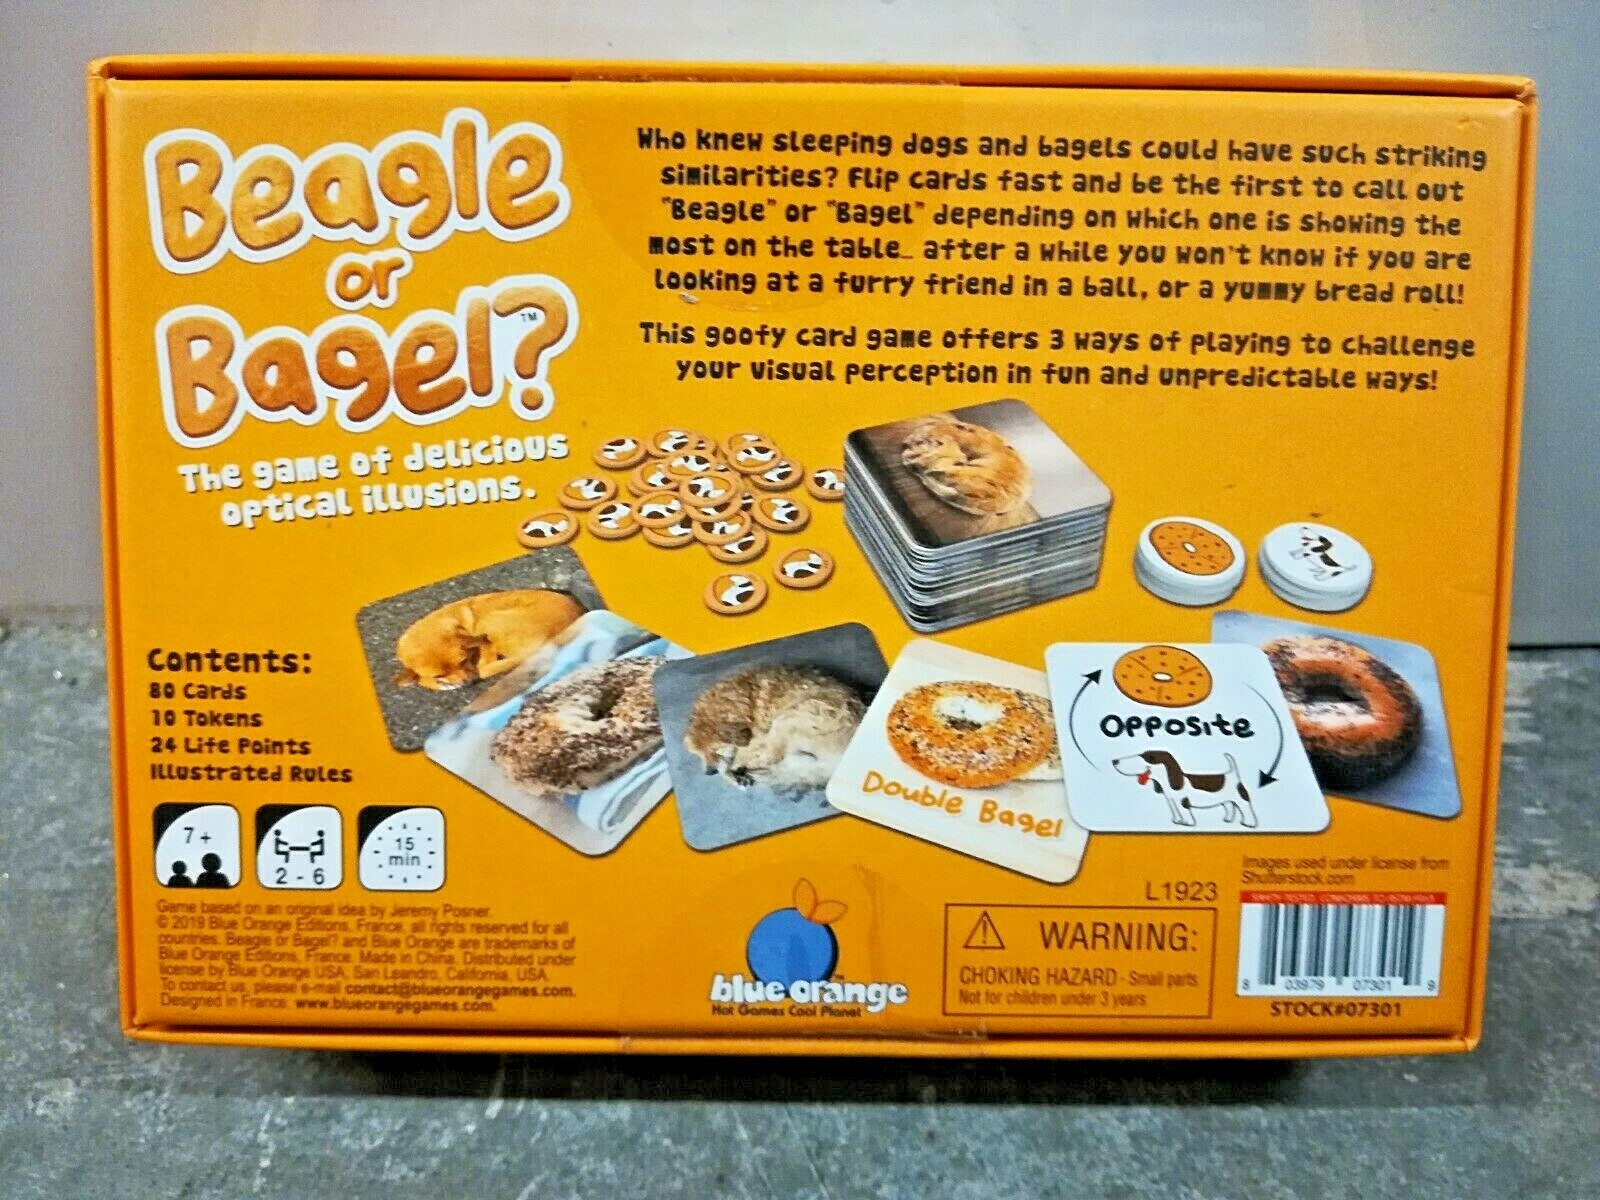 Beagle
or
Bagel?™
The game of delicious
optical illusions.
Who knew sleeping dogs and bagels could have such striking
similarities? Flip cards fast and be the first to call out
"Beagle" or "Bagel" depending on which one is showing the
most on the table… after a while you won't know if you are
looking at a furry friend in a ball, or a yummy bread roll!
This goofy card game offers 3 ways of playing to challenge
your visual perception in fun and unpredictable ways!
Contents:
80 Cards
10 Tokens
24 Life Points
Illustrated Rules
Double Bagel
Opposite
7+
2 - 6
15
min
Game based on an original idea by Jeremy Posner.
© 2019 Blue Orange Editions, France, all rights reserved for all
countries. Beagle or Bagel? and Blue Orange are trademarks of
Blue Orange Editions, France. Made in China. Distributed under
license by Blue Orange USA, San Leandro, California, USA.
To contact us, please e-mail contact@blueorangegames.com.
Designed in France. www.blueorangegames.com.
blue orange™
Hot Games Cool Planet
L1923
WARNING:
CHOKING HAZARD - Small parts
Not for children under 3 years
Images used under license from
Shutterstock.com
8 03979 07301 9
STOCK#07301